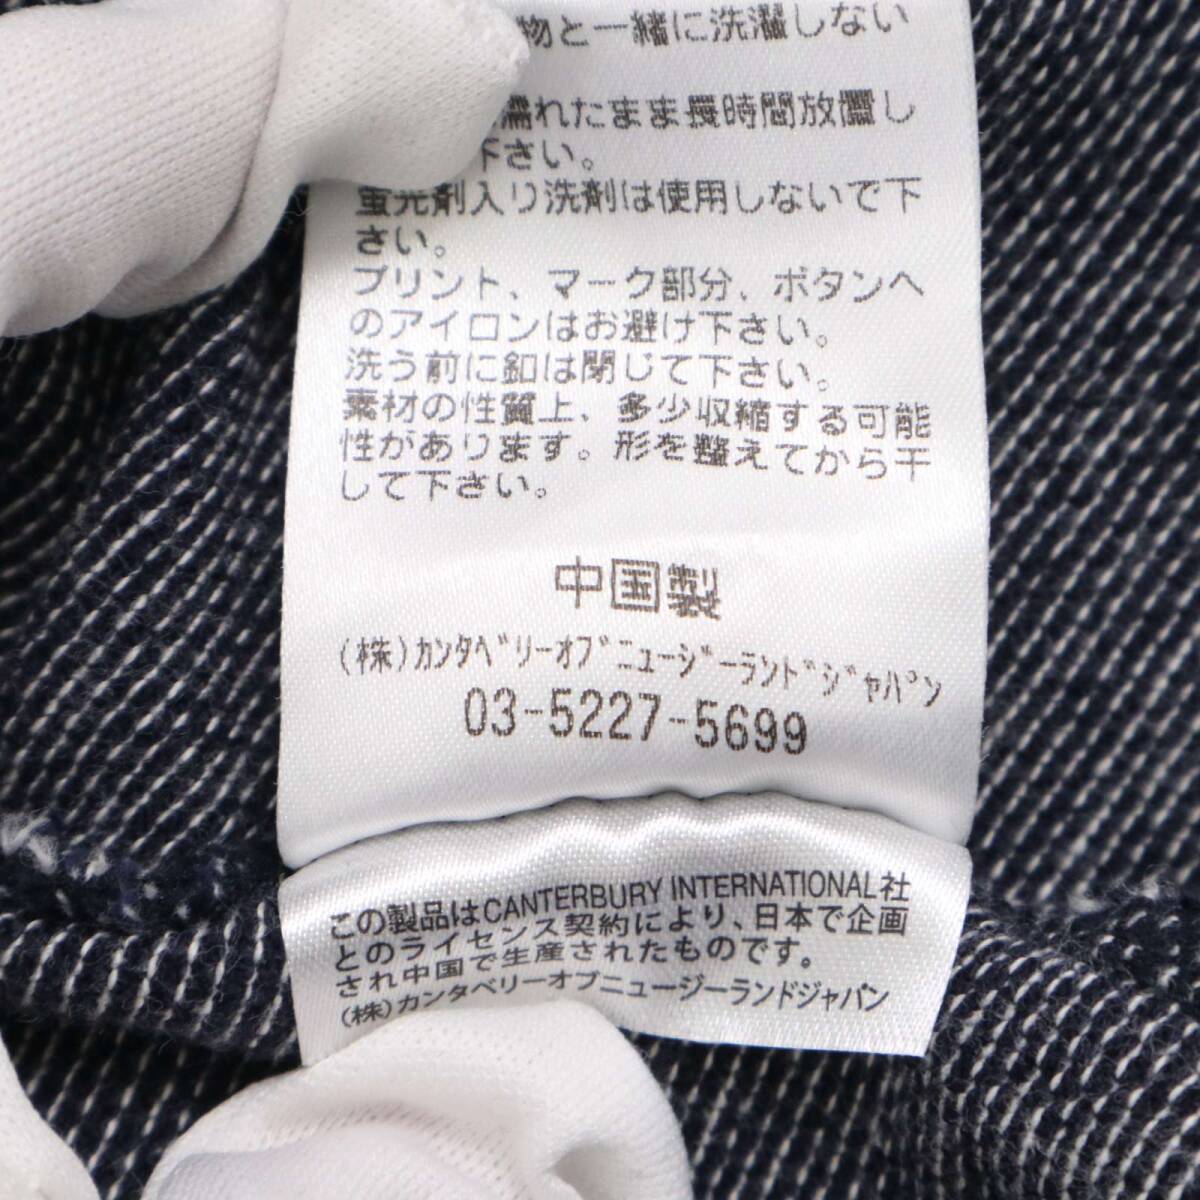 物と一緒に洗濯しない
濡れたまま長時間放置し
下さい。
蛍光剤入り洗剤は使用しないで下
さい。
プリント、マーク部分、ボタンへ
のアイロンはお避け下さい。
洗う前に釦は閉じて下さい。
素材の性質上、多少収縮する可能
性があります。形を整えてから干
して下さい。
中国製
(株)ｶﾝﾀﾍﾞﾘｰｵﾌﾞﾆｭｰｼﾞｰﾗﾝﾄﾞｼﾞｬﾊﾟﾝ
03-5227-5699
この製品はCANTERBURY INTERNATIONAL社
とのライセンス契約により、日本で企画
され中国で生産されたものです。
(株)カンタベリーオブニュージーランドジャパン